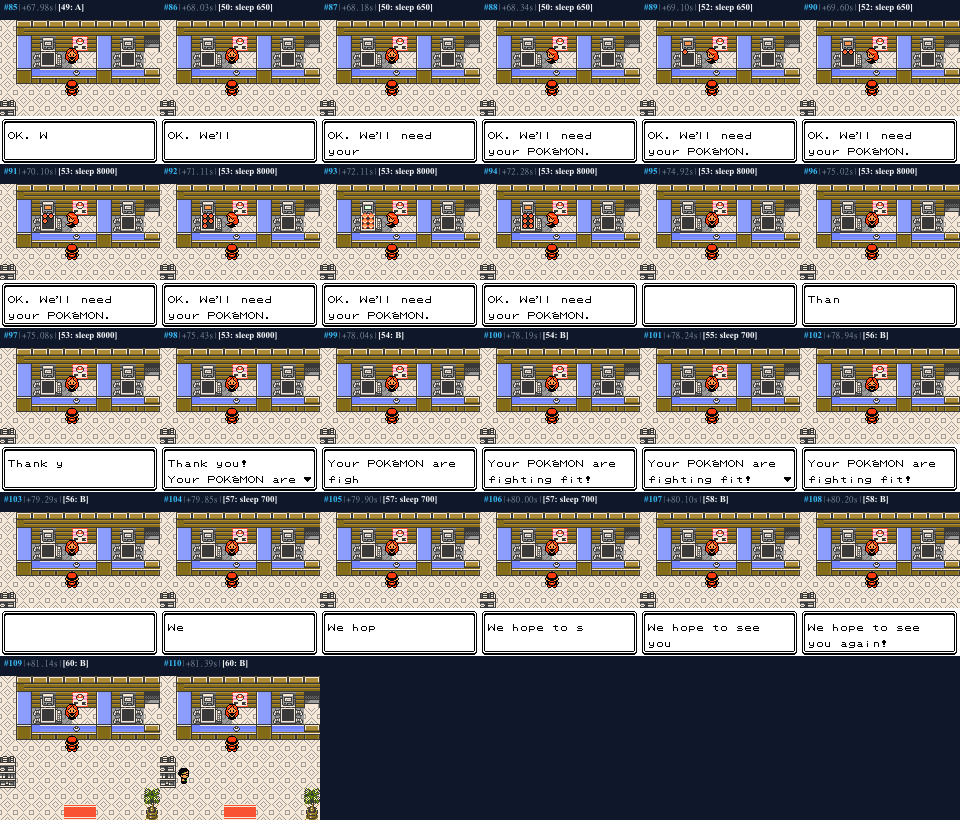 #85|+67.98s| [49: A]
#86|+68.03s| [50: sleep 650]
#87|+68.18s| [50: sleep 650]
#88|+68.34s| [50: sleep 650]
#89|+69.10s| [52: sleep 650]
#90|+69.60s| [52: sleep 650]
OK. W
OK. We'll
OK. We'll need
your
OK. We'll need
your POKéMON.
OK. We'll need
your POKéMON.
OK. We'll need
your POKéMON.
#91|+70.10s| [53: sleep 8000]
#92|+71.11s| [53: sleep 8000]
#93|+72.11s| [53: sleep 8000]
#94|+72.28s| [53: sleep 8000]
#95|+74.92s| [53: sleep 8000]
#96|+75.02s| [53: sleep 8000]
OK. We'll need
your POKéMON.
OK. We'll need
your POKéMON.
OK. We'll need
your POKéMON.
OK. We'll need
your POKéMON.
Than
#97|+75.08s| [53: sleep 8000]
#98|+75.43s| [53: sleep 8000]
#99|+78.04s| [54: B]
#100|+78.19s| [54: B]
#101|+78.24s| [55: sleep 700]
#102|+78.94s| [56: B]
Thank y
Thank you!
Your POKéMON are ▼
Your POKéMON are
figh
Your POKéMON are
fighting fit!
Your POKéMON are
fighting fit! ▼
Your POKéMON are
fighting fit!
#103|+79.29s| [56: B]
#104|+79.85s| [57: sleep 700]
#105|+79.90s| [57: sleep 700]
#106|+80.00s| [57: sleep 700]
#107|+80.10s| [58: B]
#108|+80.20s| [58: B]
We
We hop
We hope to s
We hope to see
you
We hope to see
you again!
#109|+81.14s| [60: B]
#110|+81.39s| [60: B]